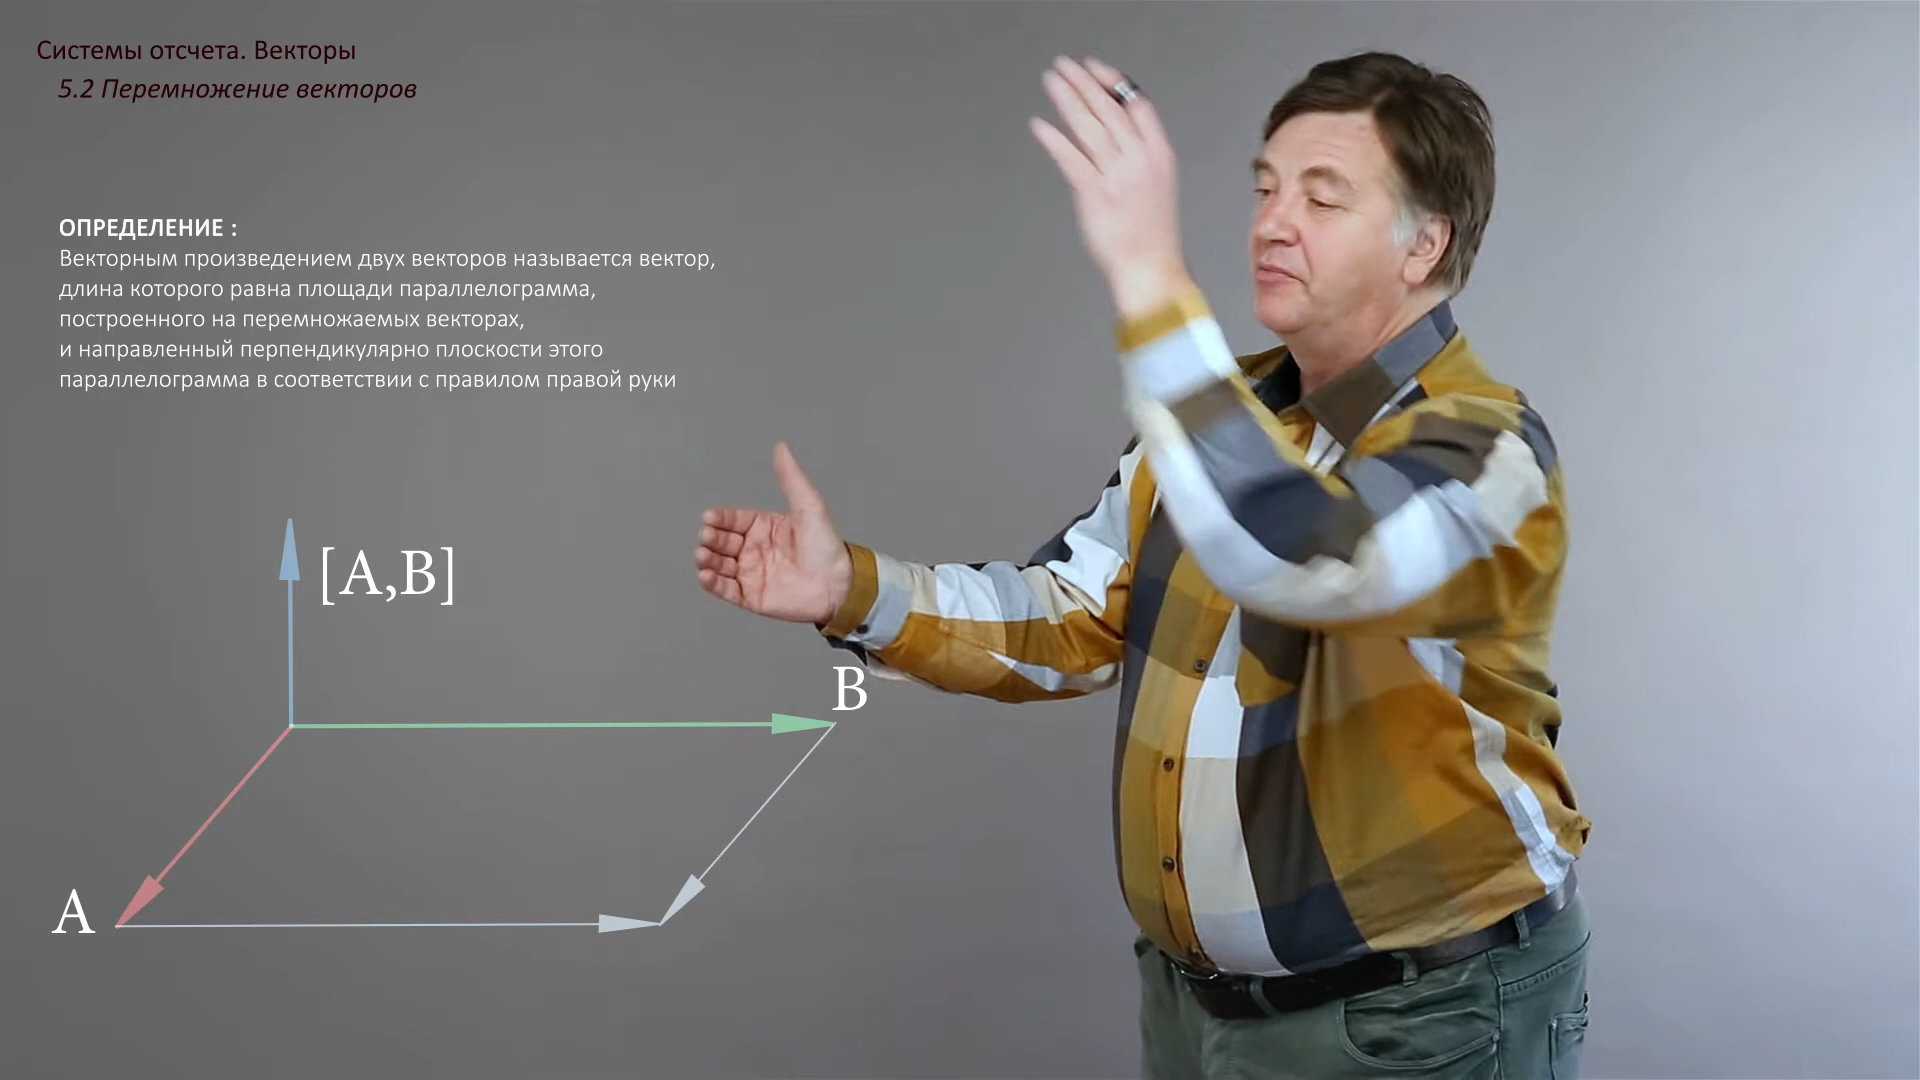 Системы отсчета. Векторы
5.2 Перемножение векторов
ОПРЕДЕЛЕНИЕ :
Векторным произведением двух векторов называется вектор,
длина которого равна площади параллелограмма,
построенного на перемножаемых векторах,
и направленный перпендикулярно плоскости этого
параллелограмма в соответствии с правилом правой руки
[A,B]
B
A